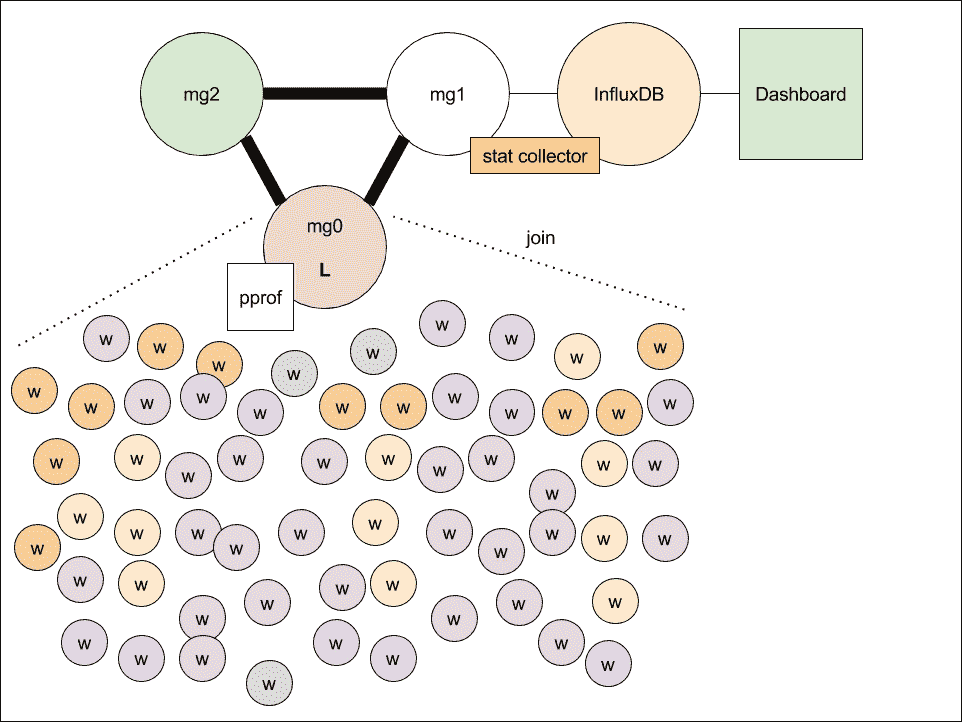 mg2
mg1
InfluxDB
Dashboard
stat collector
mg0
L
join
pprof
w w w w w w w w w
w w w w w w w w w w w w
w w w w w w w w w w
w
w w w w w w w w w w w w
w w w w w w w w w
w w w w w w w w